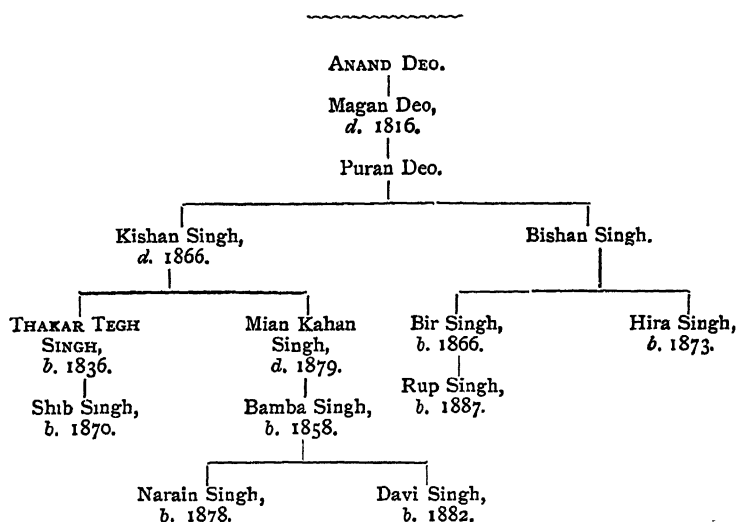 ANAND DEO.
Magan Deo,
d. 1816.
Puran Deo.
Kishan Singh,
d. 1866.
Bishan Singh.
THAKAR TEGH
SINGH,
b. 1836.
Mian Kahan
Singh,
d. 1879.
Bir Singh,
b. 1866.
Hira Singh,
b. 1873.
Shib Singh,
b. 1870.
Bamba Singh,
b. 1858.
Rup Singh,
b. 1887.
Narain Singh,
b. 1878.
Davi Singh,
b. 1882.